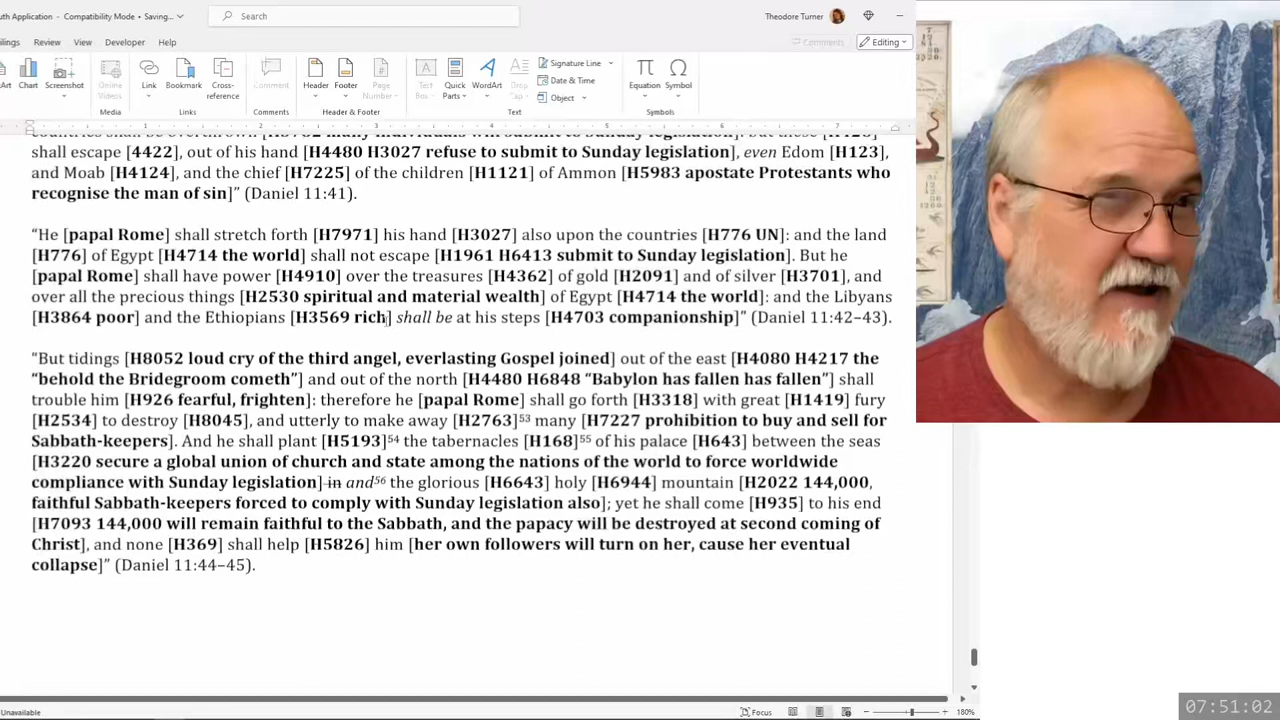 uth Application - Compatibility Mode • Saving...
Search
Theodore Turner
ilings Review View Developer Help
Comments
Editing
Art Chart Screenshot Online Videos Link Bookmark Cross-reference Comment Header Footer Page Number Text Box Quick Parts WordArt Drop Cap Signature Line
Date & Time
Object
Equation Symbol
Media Links Comments Header & Footer Text Symbols
1 2 3 4 5 6 7
shall escape [4422], out of his hand [H4480 H3027 refuse to submit to Sunday legislation], even Edom [H123],
and Moab [H4124], and the chief [H7225] of the children [H1121] of Ammon [H5983 apostate Protestants who
recognise the man of sin]” (Daniel 11:41).
“He [papal Rome] shall stretch forth [H7971] his hand [H3027] also upon the countries [H776 UN]: and the land
[H776] of Egypt [H4714 the world] shall not escape [H1961 H6413 submit to Sunday legislation]. But he
[papal Rome] shall have power [H4910] over the treasures [H4362] of gold [H2091] and of silver [H3701], and
over all the precious things [H2530 spiritual and material wealth] of Egypt [H4714 the world]: and the Libyans
[H3864 poor] and the Ethiopians [H3569 rich] shall be at his steps [H4703 companionship]” (Daniel 11:42–43).
“But tidings [H8052 loud cry of the third angel, everlasting Gospel joined] out of the east [H4080 H4217 the
“behold the Bridegroom cometh”] and out of the north [H4480 H6848 “Babylon has fallen has fallen”] shall
trouble him [H926 fearful, frighten]: therefore he [papal Rome] shall go forth [H3318] with great [H1419] fury
[H2534] to destroy [H8045], and utterly to make away [H2763]53 many [H7227 prohibition to buy and sell for
Sabbath-keepers]. And he shall plant [H5193]54 the tabernacles [H168]55 of his palace [H643] between the seas
[H3220 secure a global union of church and state among the nations of the world to force worldwide
compliance with Sunday legislation] in and56 the glorious [H6643] holy [H6944] mountain [H2022 144,000,
faithful Sabbath-keepers forced to comply with Sunday legislation also]; yet he shall come [H935] to his end
[H7093 144,000 will remain faithful to the Sabbath, and the papacy will be destroyed at second coming of
Christ], and none [H369] shall help [H5826] him [her own followers will turn on her, cause her eventual
collapse]” (Daniel 11:44–45).
Unavailable
Focus
180%
07:51:02